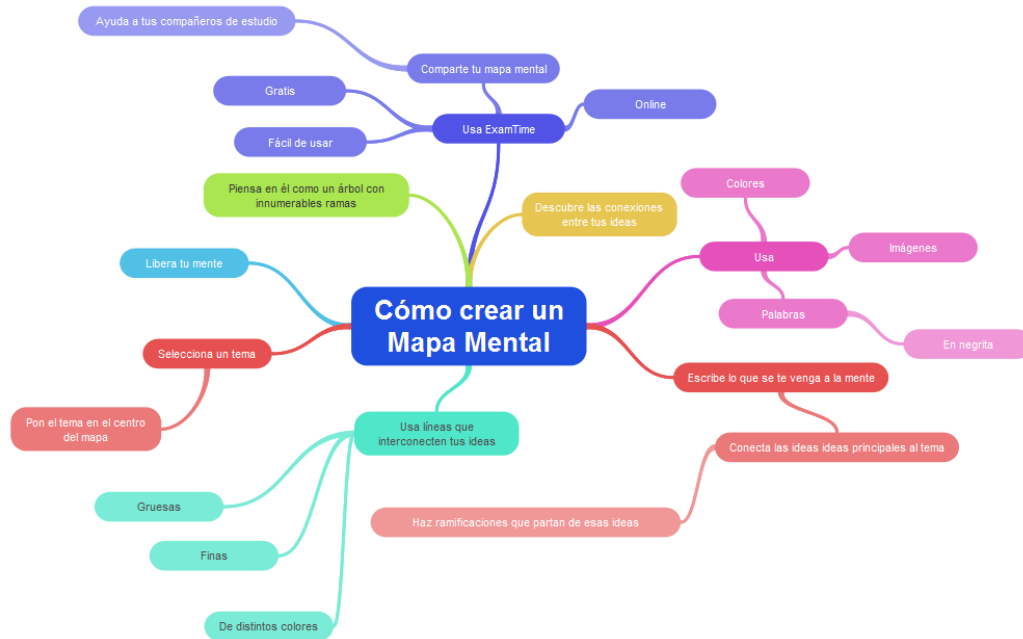 Ayuda a tus compañeros de estudio
Comparte tu mapa mental
Gratis
Online
Usa ExamTime
Fácil de usar
Piensa en él como un árbol con
innumerables ramas
Descubre las conexiones
entre tus ideas
Colores
Libera tu mente
Usa
Imágenes
Cómo crear un
Mapa Mental
Palabras
En negrita
Selecciona un tema
Escribe lo que se te venga a la mente
Pon el tema en el centro
del mapa
Usa líneas que
interconecten tus ideas
Conecta las ideas ideas principales al tema
Gruesas
Haz ramificaciones que partan de esas ideas
Finas
De distintos colores